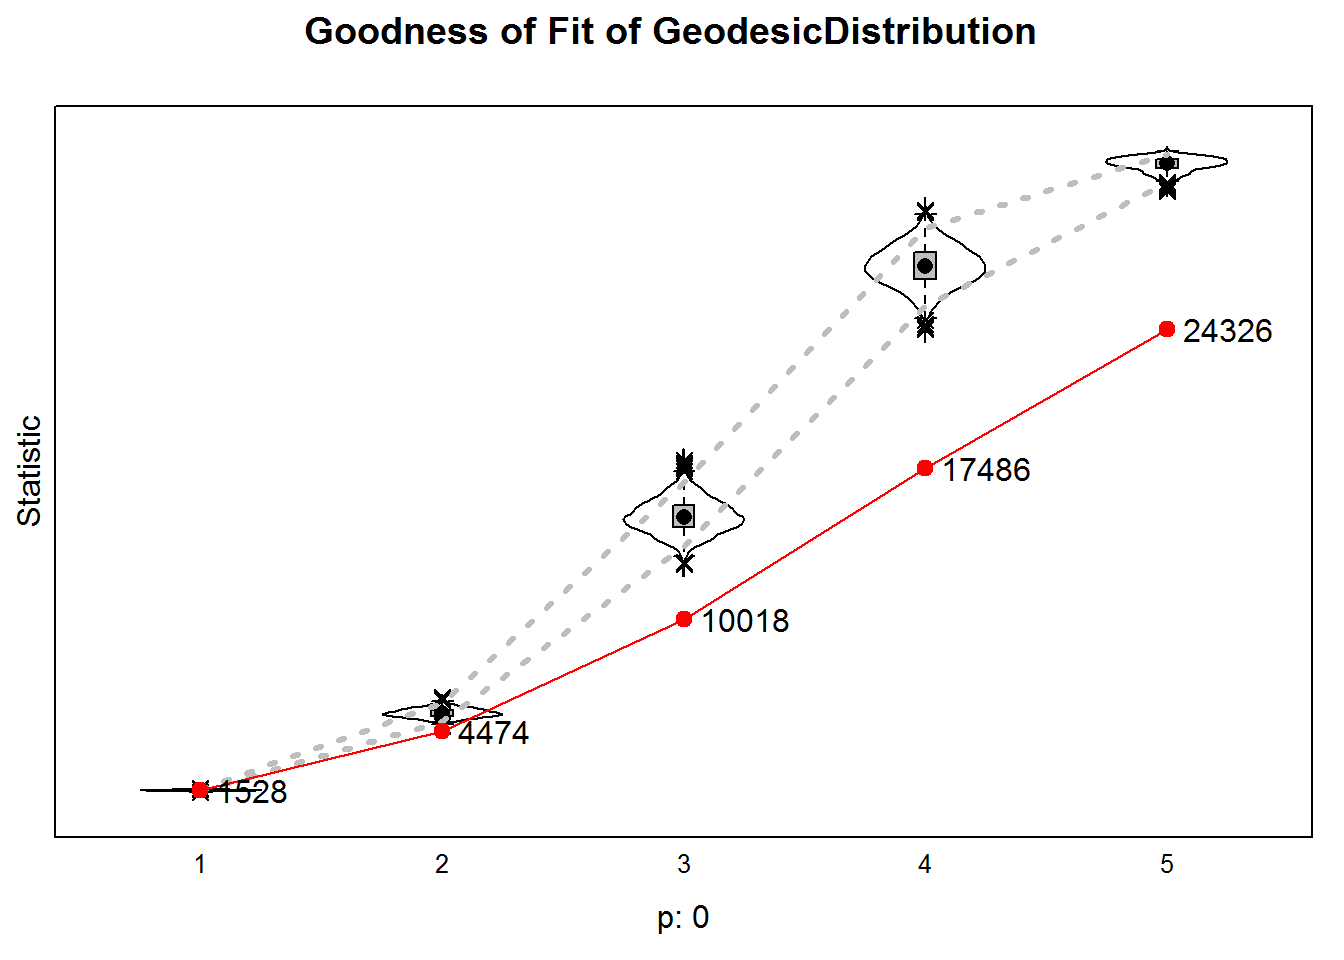 Goodness of Fit of GeodesicDistribution
Statistic
24326
17486
10018
4474
1528
1 2 3 4 5
p: 0